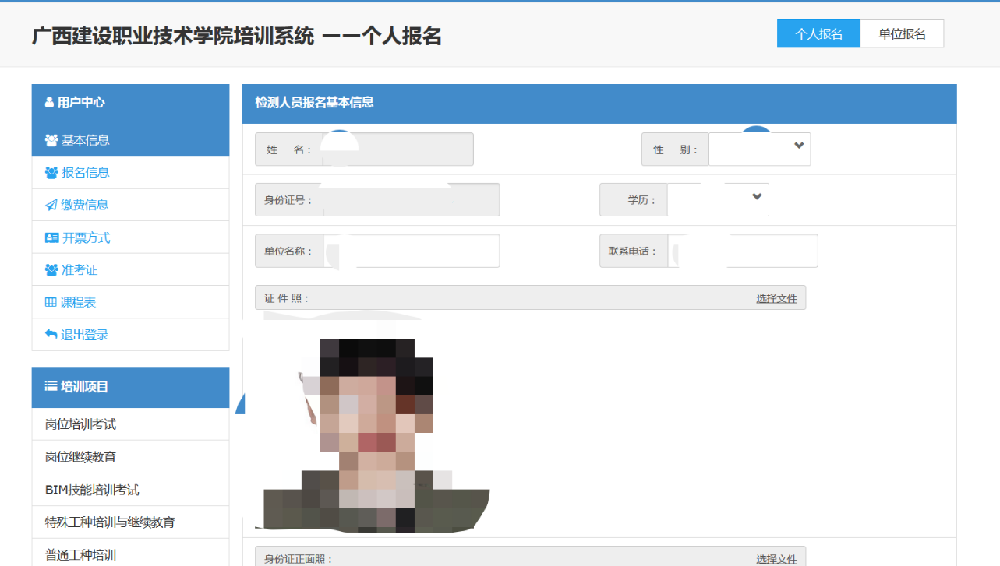 广西建设职业技术学院培训系统 一一个人报名
个人报名 单位报名
用户中心
基本信息
报名信息
缴费信息
开票方式
准考证
课程表
退出登录
培训项目
岗位培训考试
岗位继续教育
BIM技能培训考试
特殊工种培训与继续教育
普通工种培训
检测人员报名基本信息
姓 名： 性 别：
身份证号： 学历：
单位名称： 联系电话：
证 件 照： 选择文件
身份证正面照： 选择文件